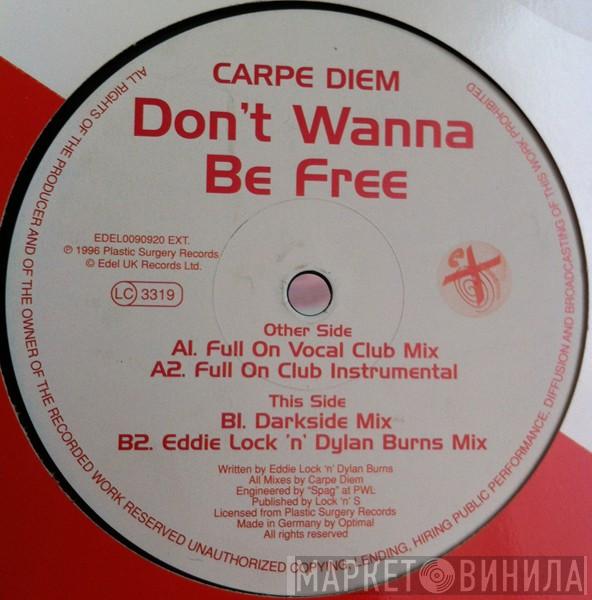 CARPE DIEM
Don't Wanna
Be Free
EDEL0090920 EXT.
℗ 1996 Plastic Surgery Records
© Edel UK Records Ltd.
LC 3319
Other Side
A1. Full On Vocal Club Mix
A2. Full On Club Instrumental
This Side
B1. Darkside Mix
B2. Eddie Lock 'n' Dylan Burns Mix
Written by Eddie Lock 'n' Dylan Burns
All Mixes by Carpe Diem
Engineered by "Spag" at PWL
Published by Lock 'n' S
Licensed from Plastic Surgery Records
Made in Germany by Optimal
All rights reserved
ALL RIGHTS OF THE PRODUCER AND OF THE OWNER OF THE RECORDED WORK RESERVED UNAUTHORIZED COPYING, LENDING, HIRING PUBLIC PERFORMANCE, DIFFUSION AND BROADCASTING OF THIS WORK PROHIBITED
МАРКЕТ ВИНИЛА